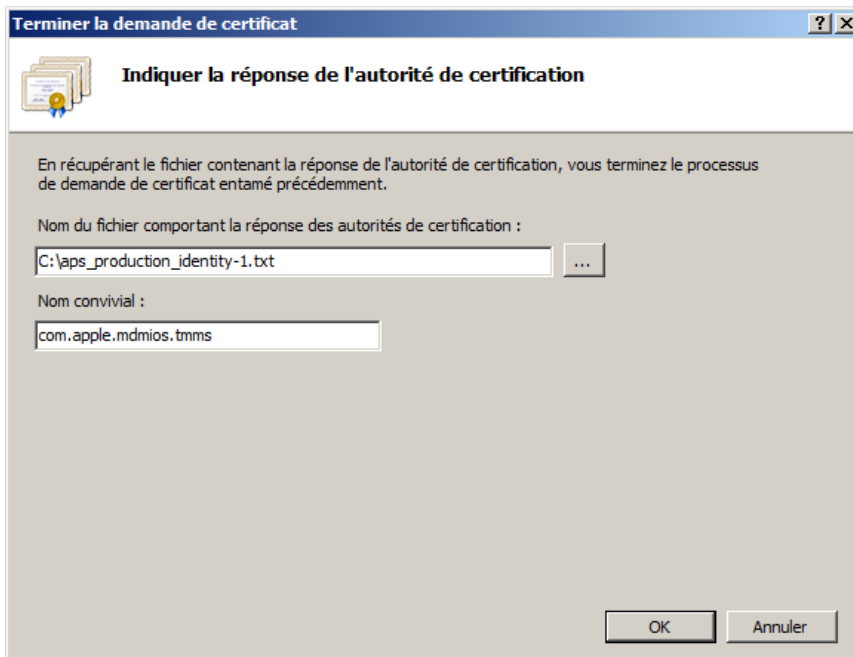 Terminer la demande de certificat
Indiquer la réponse de l'autorité de certification
En récupérant le fichier contenant la réponse de l'autorité de certification, vous terminez le processus
de demande de certificat entamé précédemment.
Nom du fichier comportant la réponse des autorités de certification :
C:\aps_production_identity-1.txt
...
Nom convivial :
com.apple.mdmios.tmms
OK Annuler